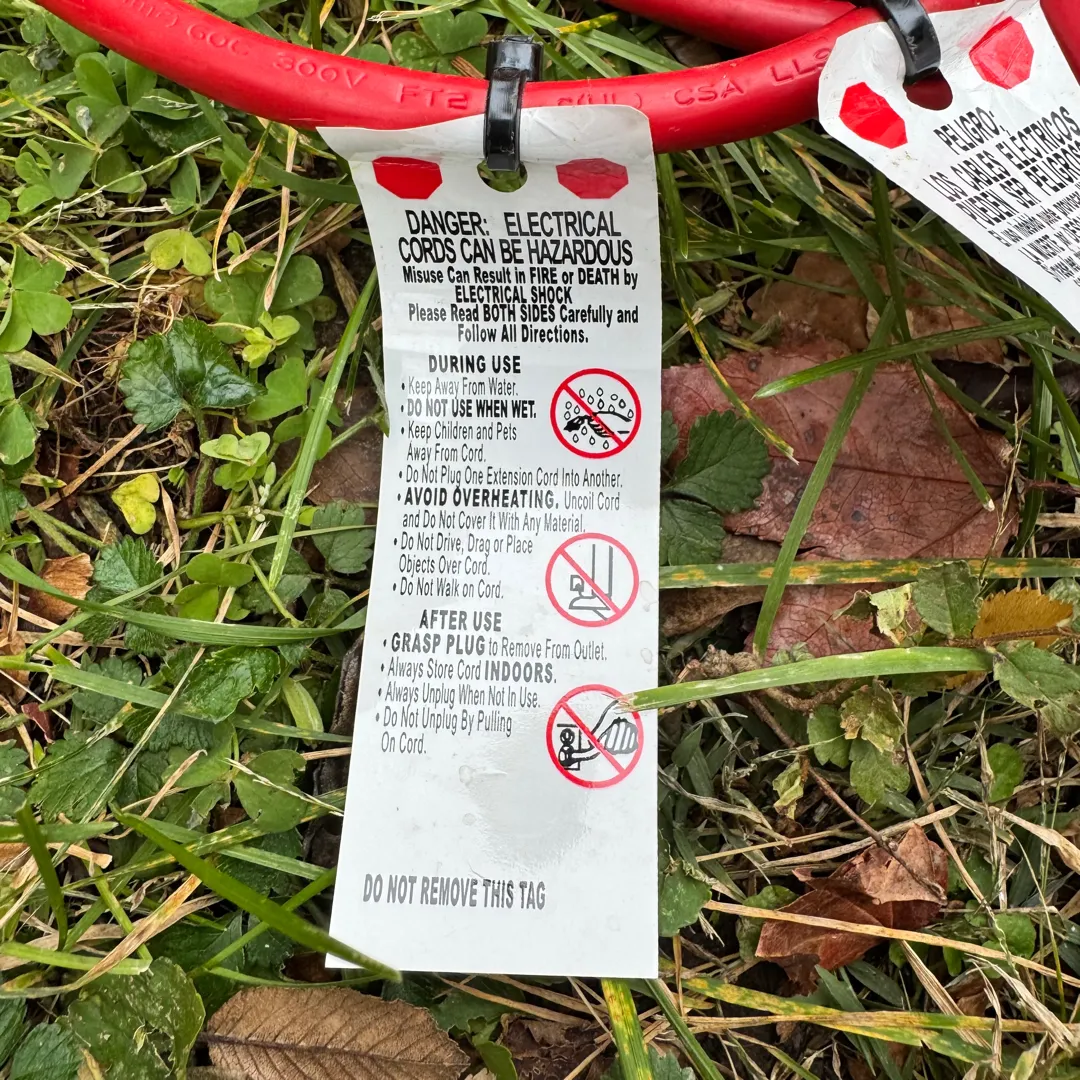 60C 300V FT2 (UL) CSA
DANGER: ELECTRICAL
CORDS CAN BE HAZARDOUS
Misuse Can Result in FIRE or DEATH by
ELECTRICAL SHOCK
Please Read BOTH SIDES Carefully and
Follow All Directions.
DURING USE
• Keep Away From Water.
• DO NOT USE WHEN WET.
• Keep Children and Pets
Away From Cord.
• Do Not Plug One Extension Cord Into Another.
• AVOID OVERHEATING. Uncoil Cord
and Do Not Cover It With Any Material.
• Do Not Drive, Drag or Place
Objects Over Cord.
• Do Not Walk on Cord.
AFTER USE
• GRASP PLUG to Remove From Outlet.
• Always Store Cord INDOORS.
• Always Unplug When Not In Use.
• Do Not Unplug By Pulling
On Cord.
DO NOT REMOVE THIS TAG
PELIGRO:
LOS CABLES ELECTRICOS
PUEDEN SER PELIGROSOS